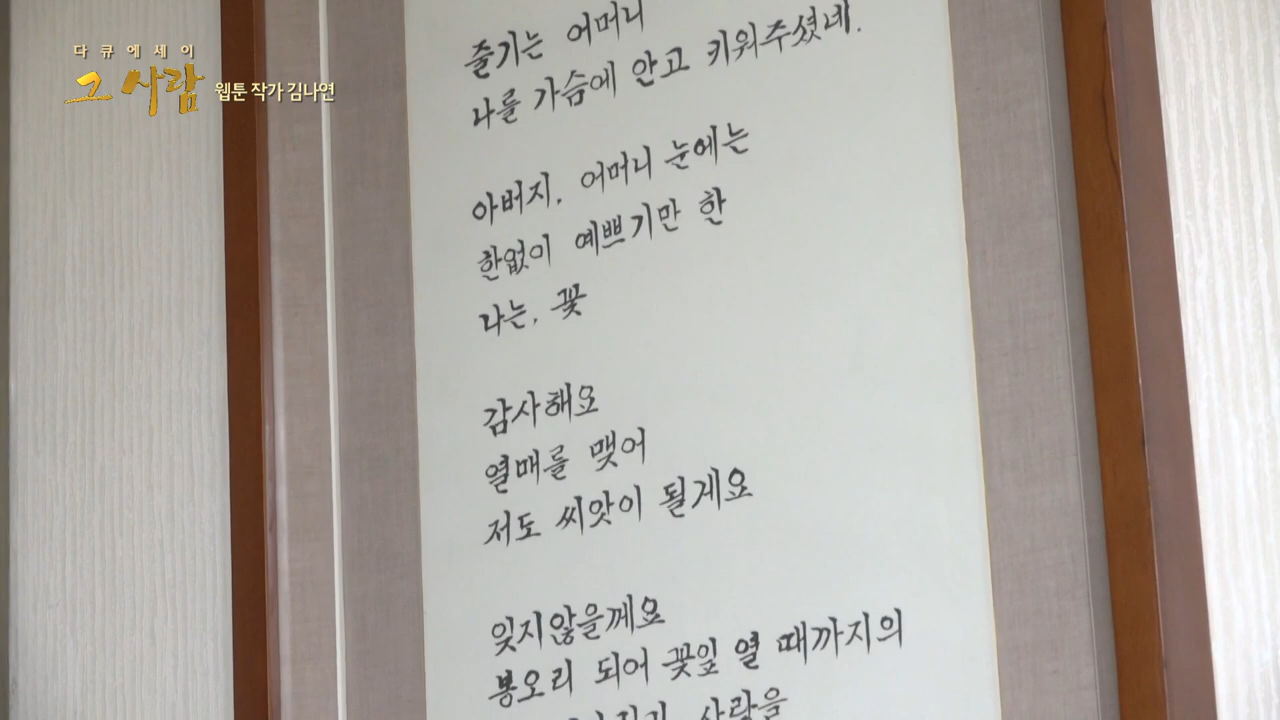 다큐에세이
그 사람 웹툰 작가 김나연
즐기는 어머니
나를 가슴에 안고 키워주셨네.
아버지, 어머니 눈에는
한없이 예쁘기만 한
나는, 꽃
감사해요
열매를 맺어
저도 씨앗이 될게요
잊지않을께요
봉오리 되어 꽃잎 열 때까지의
사랑을